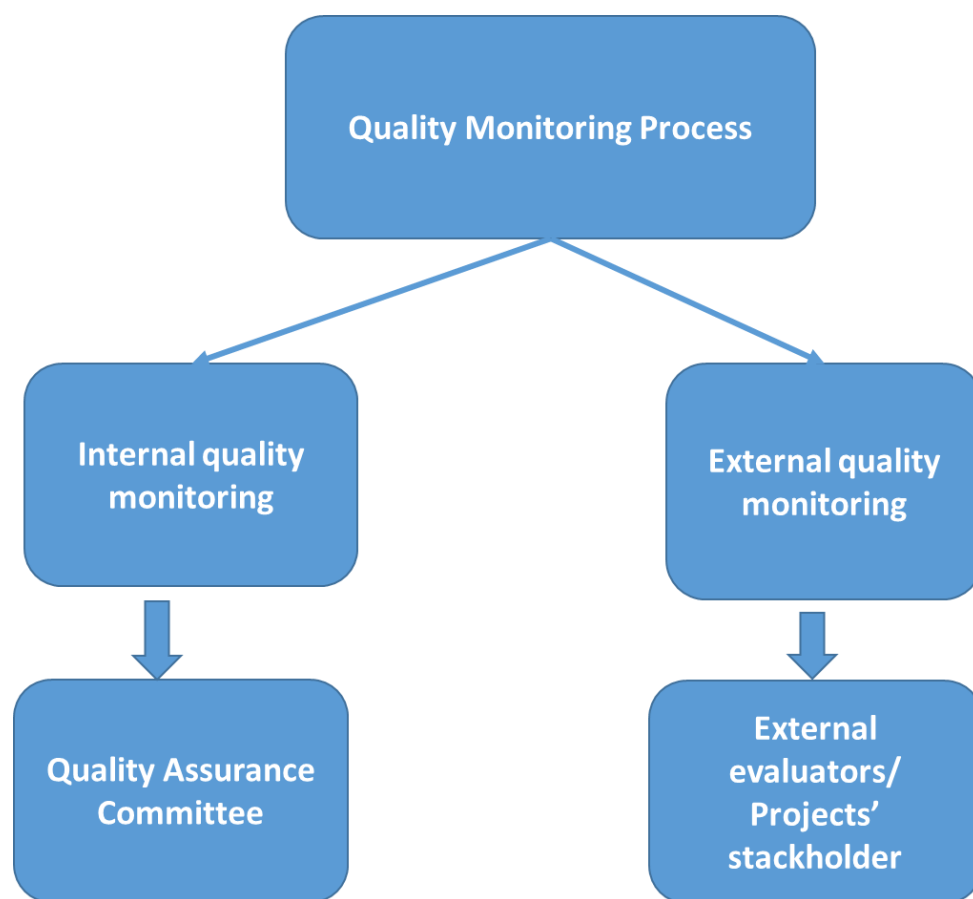 Quality Monitoring Process
Internal quality
monitoring
External quality
monitoring
Quality Assurance
Committee
External
evaluators/
Projects’
stackholder